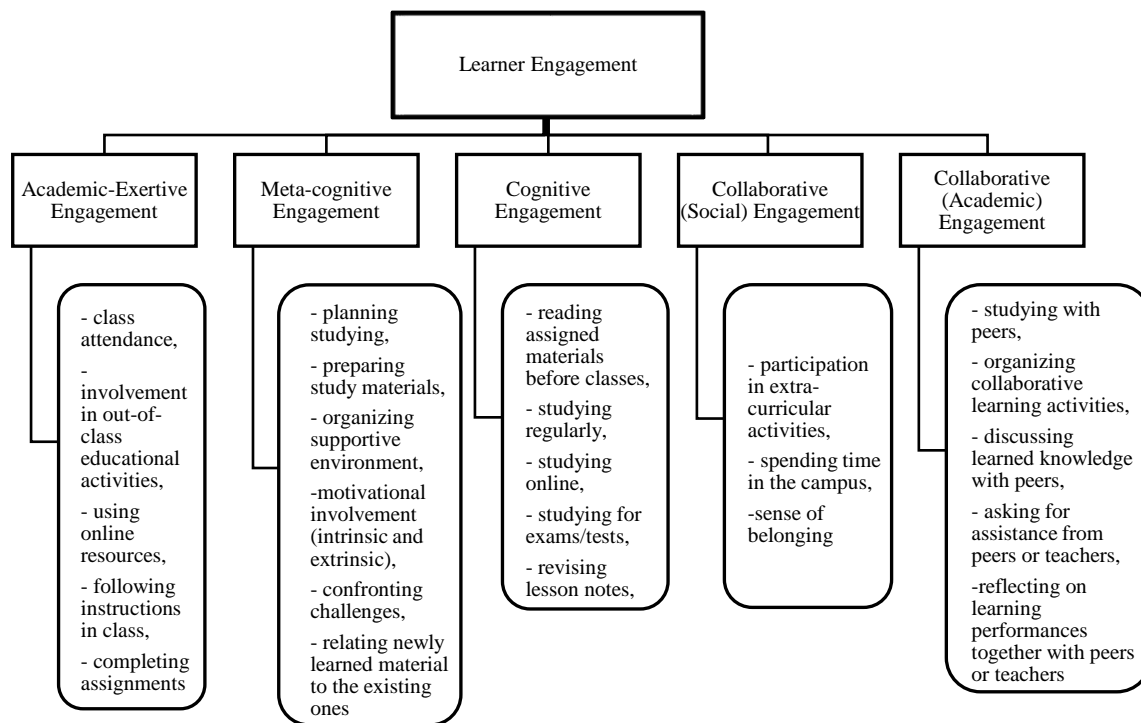 Learner Engagement
Academic-Exertive
Engagement
Meta-cognitive
Engagement
Cognitive
Engagement
Collaborative
(Social) Engagement
Collaborative
(Academic)
Engagement
- class
attendance,
-
involvement
in out-of-
class
educational
activities,
- using
online
resources,
- following
instructions in
class,
- completing
assignments
- planning
studying,
- preparing
study materials,
- organizing
supportive
environment,
-motivational
involvement
(intrinsic and
extrinsic),
- confronting
challenges,
- relating newly
learned material
to the existing
ones
- reading
assigned
materials
before classes,
- studying
regularly,
- studying
online,
- studying for
exams/tests,
- revising
lesson notes,
- participation
in extra-
curricular
activities,
- spending time
in the campus,
-sense of
belonging
- studying with
peers,
- organizing
collaborative
learning activities,
- discussing
learned knowledge
with peers,
- asking for
assistance from
peers or teachers,
-reflecting on
learning
performances
together with peers
or teachers